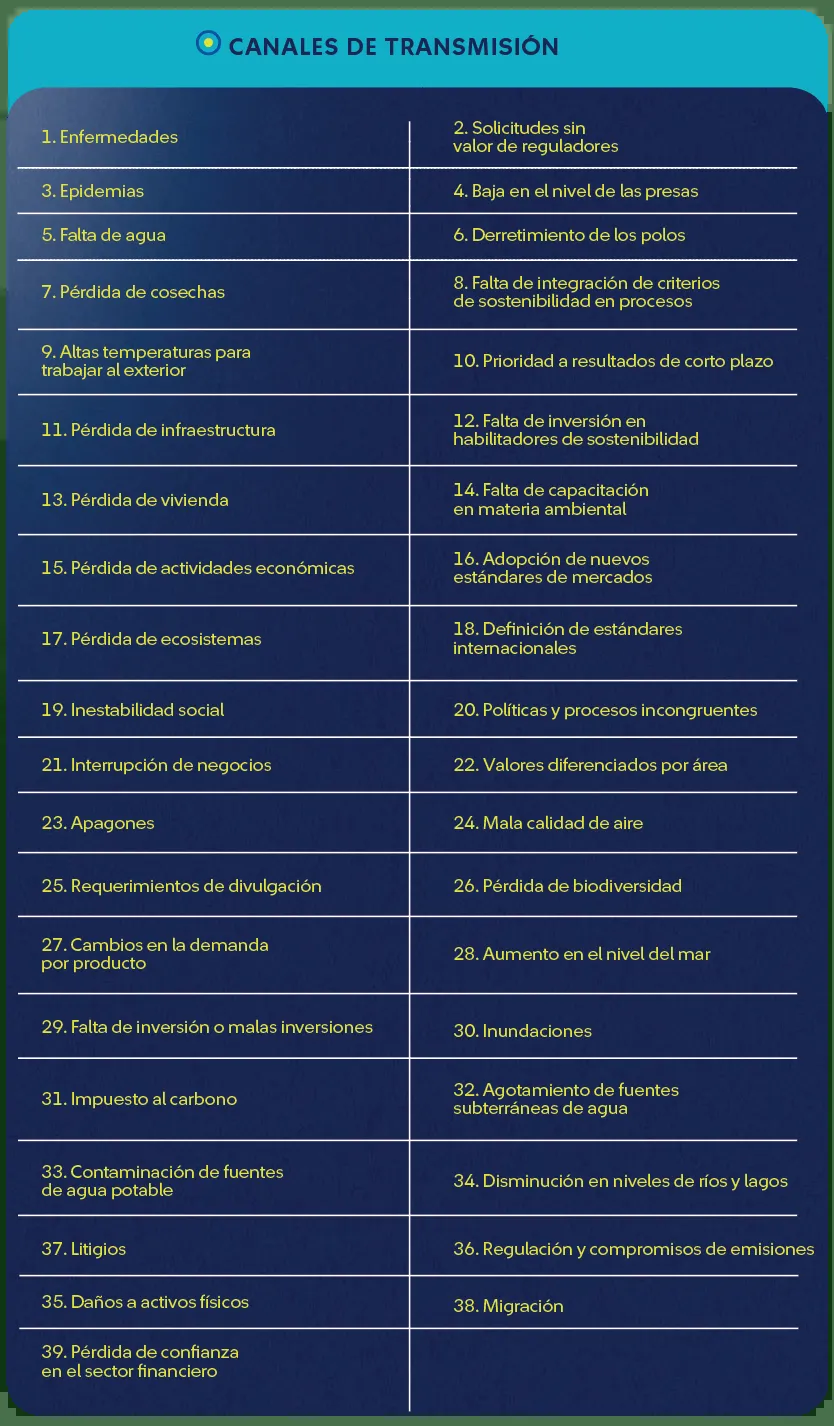 CANALES DE TRANSMISIÓN
1. Enfermedades
2. Solicitudes sin
valor de reguladores
3. Epidemias
4. Baja en el nivel de las presas
5. Falta de agua
6. Derretimiento de los polos
7. Pérdida de cosechas
8. Falta de integración de criterios
de sostenibilidad en procesos
9. Altas temperaturas para
trabajar al exterior
10. Prioridad a resultados de corto plazo
11. Pérdida de infraestructura
12. Falta de inversión en
habilitadores de sostenibilidad
13. Pérdida de vivienda
14. Falta de capacitación
en materia ambiental
15. Pérdida de actividades económicas
16. Adopción de nuevos
estándares de mercados
17. Pérdida de ecosistemas
18. Definición de estándares
internacionales
19. Inestabilidad social
20. Políticas y procesos incongruentes
21. Interrupción de negocios
22. Valores diferenciados por área
23. Apagones
24. Mala calidad de aire
25. Requerimientos de divulgación
26. Pérdida de biodiversidad
27. Cambios en la demanda
por producto
28. Aumento en el nivel del mar
29. Falta de inversión o malas inversiones
30. Inundaciones
31. Impuesto al carbono
32. Agotamiento de fuentes
subterráneas de agua
33. Contaminación de fuentes
de agua potable
34. Disminución en niveles de ríos y lagos
37. Litigios
36. Regulación y compromisos de emisiones
35. Daños a activos físicos
38. Migración
39. Pérdida de confianza
en el sector financiero